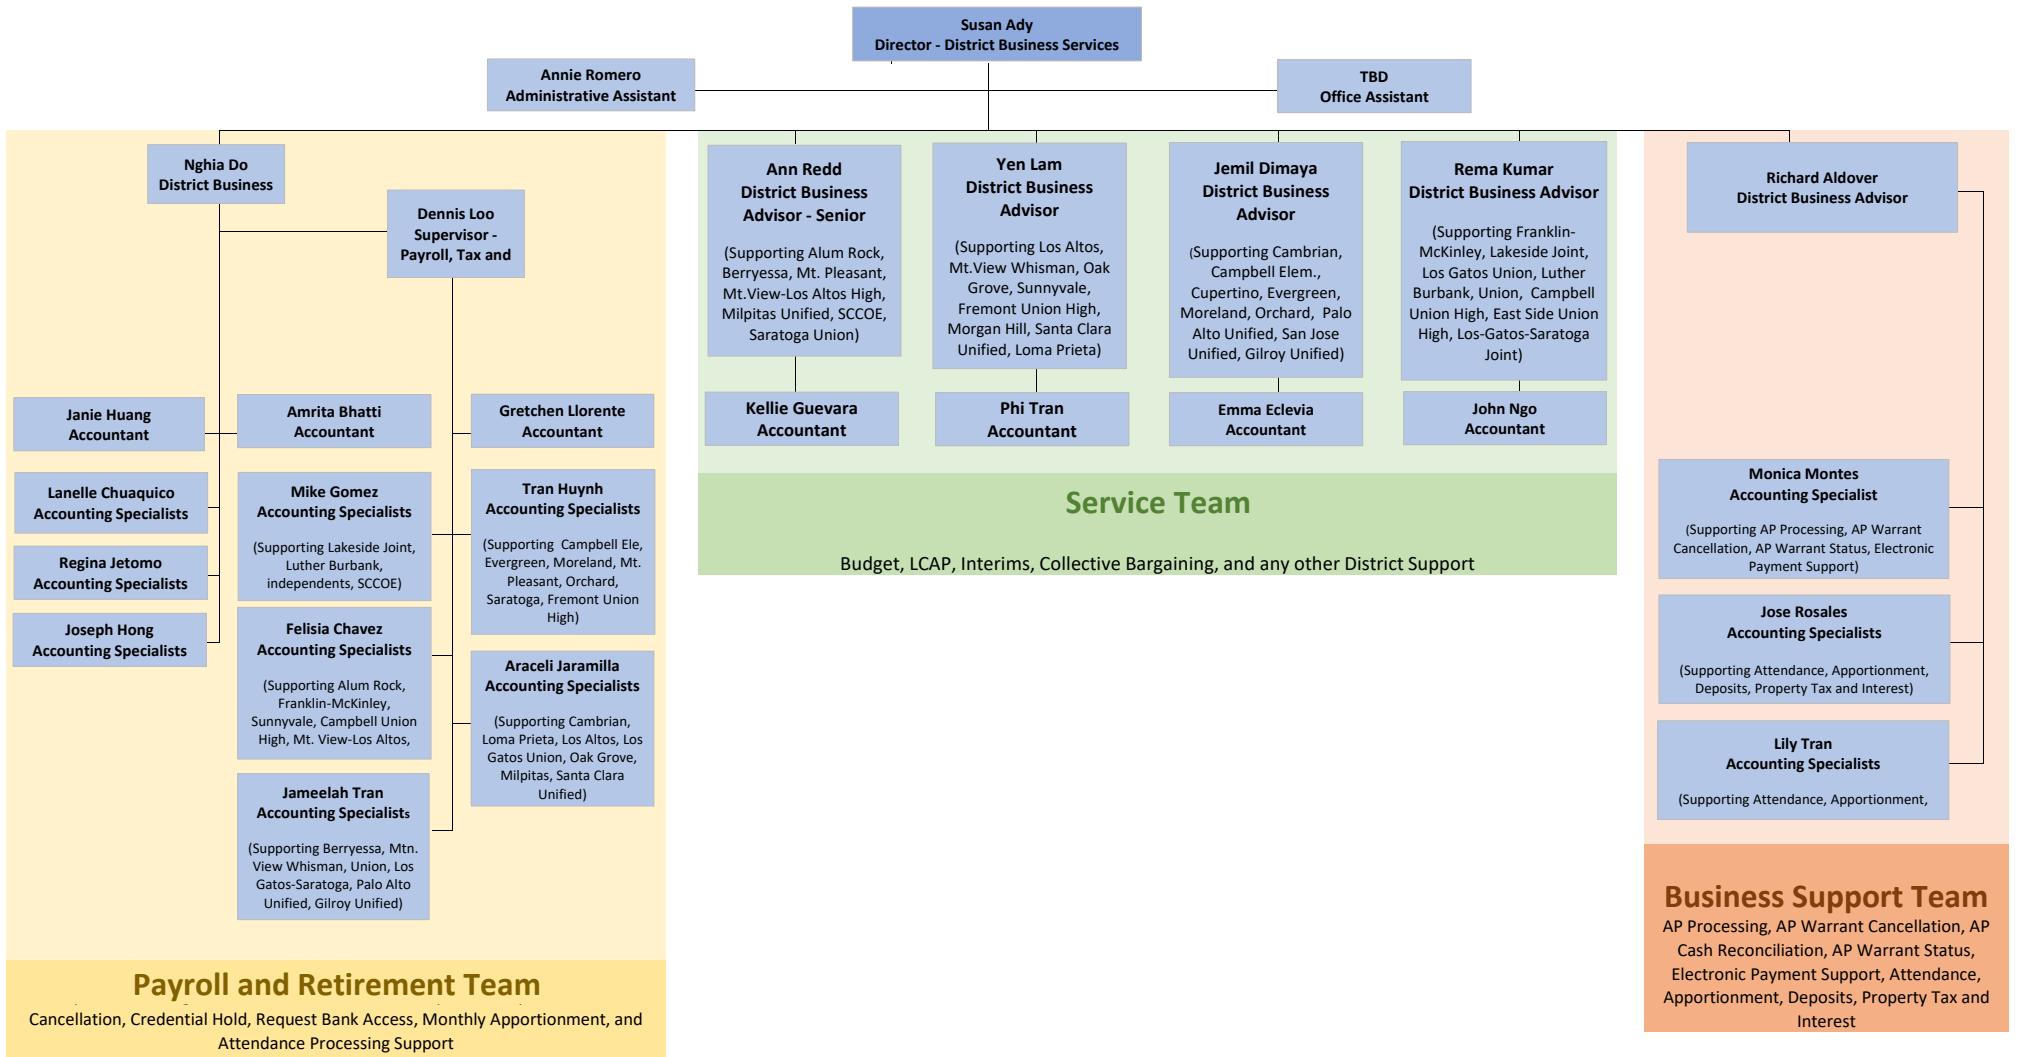 Susan Ady
Director - District Business Services
Annie Romero
Administrative Assistant
TBD
Office Assistant
Nghia Do
District Business
Dennis Loo
Supervisor -
Payroll, Tax and
Janie Huang
Accountant
Amrita Bhatti
Accountant
Gretchen Llorente
Accountant
Lanelle Chuaquico
Accounting Specialists
Regina Jetomo
Accounting Specialists
Joseph Hong
Accounting Specialists
Mike Gomez
Accounting Specialists
(Supporting Lakeside Joint,
Luther Burbank,
independents, SCCOE)
Felisia Chavez
Accounting Specialists
(Supporting Alum Rock,
Franklin-McKinley,
Sunnyvale, Campbell Union
High, Mt. View-Los Altos,
Jameelah Tran
Accounting Specialists
(Supporting Berryessa, Mtn.
View Whisman, Union, Los
Gatos-Saratoga, Palo Alto
Unified, Gilroy Unified)
Tran Huynh
Accounting Specialists
(Supporting  Campbell Ele,
Evergreen, Moreland, Mt.
Pleasant, Orchard,
Saratoga, Fremont Union
High)
Araceli Jaramilla
Accounting Specialists
(Supporting Cambrian,
Loma Prieta, Los Altos, Los
Gatos Union, Oak Grove,
Milpitas, Santa Clara
Unified)
Payroll and Retirement Team
Cancellation, Credential Hold, Request Bank Access, Monthly Apportionment, and
Attendance Processing Support
Ann Redd
District Business
Advisor - Senior
(Supporting Alum Rock,
Berryessa, Mt. Pleasant,
Mt.View-Los Altos High,
Milpitas Unified, SCCOE,
Saratoga Union)
Kellie Guevara
Accountant
Yen Lam
District Business
Advisor
(Supporting Los Altos,
Mt.View Whisman, Oak
Grove, Sunnyvale,
Fremont Union High,
Morgan Hill, Santa Clara
Unified, Loma Prieta)
Phi Tran
Accountant
Jemil Dimaya
District Business
Advisor
(Supporting Cambrian,
Campbell Elem.,
Cupertino, Evergreen,
Moreland, Orchard,  Palo
Alto Unified, San Jose
Unified, Gilroy Unified)
Emma Eclevia
Accountant
Rema Kumar
District Business Advisor
(Supporting Franklin-
McKinley, Lakeside Joint,
Los Gatos Union, Luther
Burbank, Union,  Campbell
Union High, East Side Union
High, Los-Gatos-Saratoga
Joint)
John Ngo
Accountant
Service Team
Budget, LCAP, Interims, Collective Bargaining, and any other District Support
Richard Aldover
District Business Advisor
Monica Montes
Accounting Specialist
(Supporting AP Processing, AP Warrant
Cancellation, AP Warrant Status, Electronic
Payment Support)
Jose Rosales
Accounting Specialists
(Supporting Attendance, Apportionment,
Deposits, Property Tax and Interest)
Lily Tran
Accounting Specialists
(Supporting Attendance, Apportionment,
Business Support Team
AP Processing, AP Warrant Cancellation, AP
Cash Reconciliation, AP Warrant Status,
Electronic Payment Support, Attendance,
Apportionment, Deposits, Property Tax and
Interest